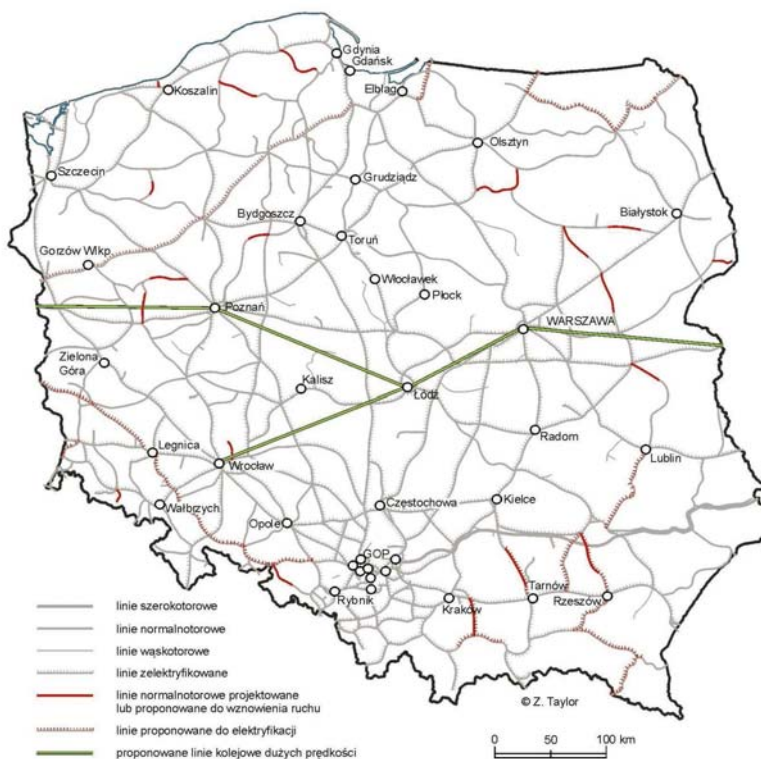 Gdynia
Gdańsk
Koszalin
Elbląg
Olsztyn
Szczecin
Grudziądz
Bydgoszcz
Białystok
Toruń
Gorzów Wlkp.
Włocławek
Płock
Poznań
WARSZAWA
Zielona
Góra
Kalisz
Łódź
Radom
Legnica
Lublin
Wrocław
Wałbrzych
Częstochowa
Kielce
Opole
GOP
Rybnik
Kraków
Tarnów
Rzeszów
linie szerokotorowe
linie normalnotorowe
linie wąskotorowe
linie zelektryfikowane
linie normalnotorowe projektowane
lub proponowane do wznowienia ruchu
linie proponowane do elektryfikacji
proponowane linie kolejowe dużych prędkości
© Z. Taylor
0 50 100 km